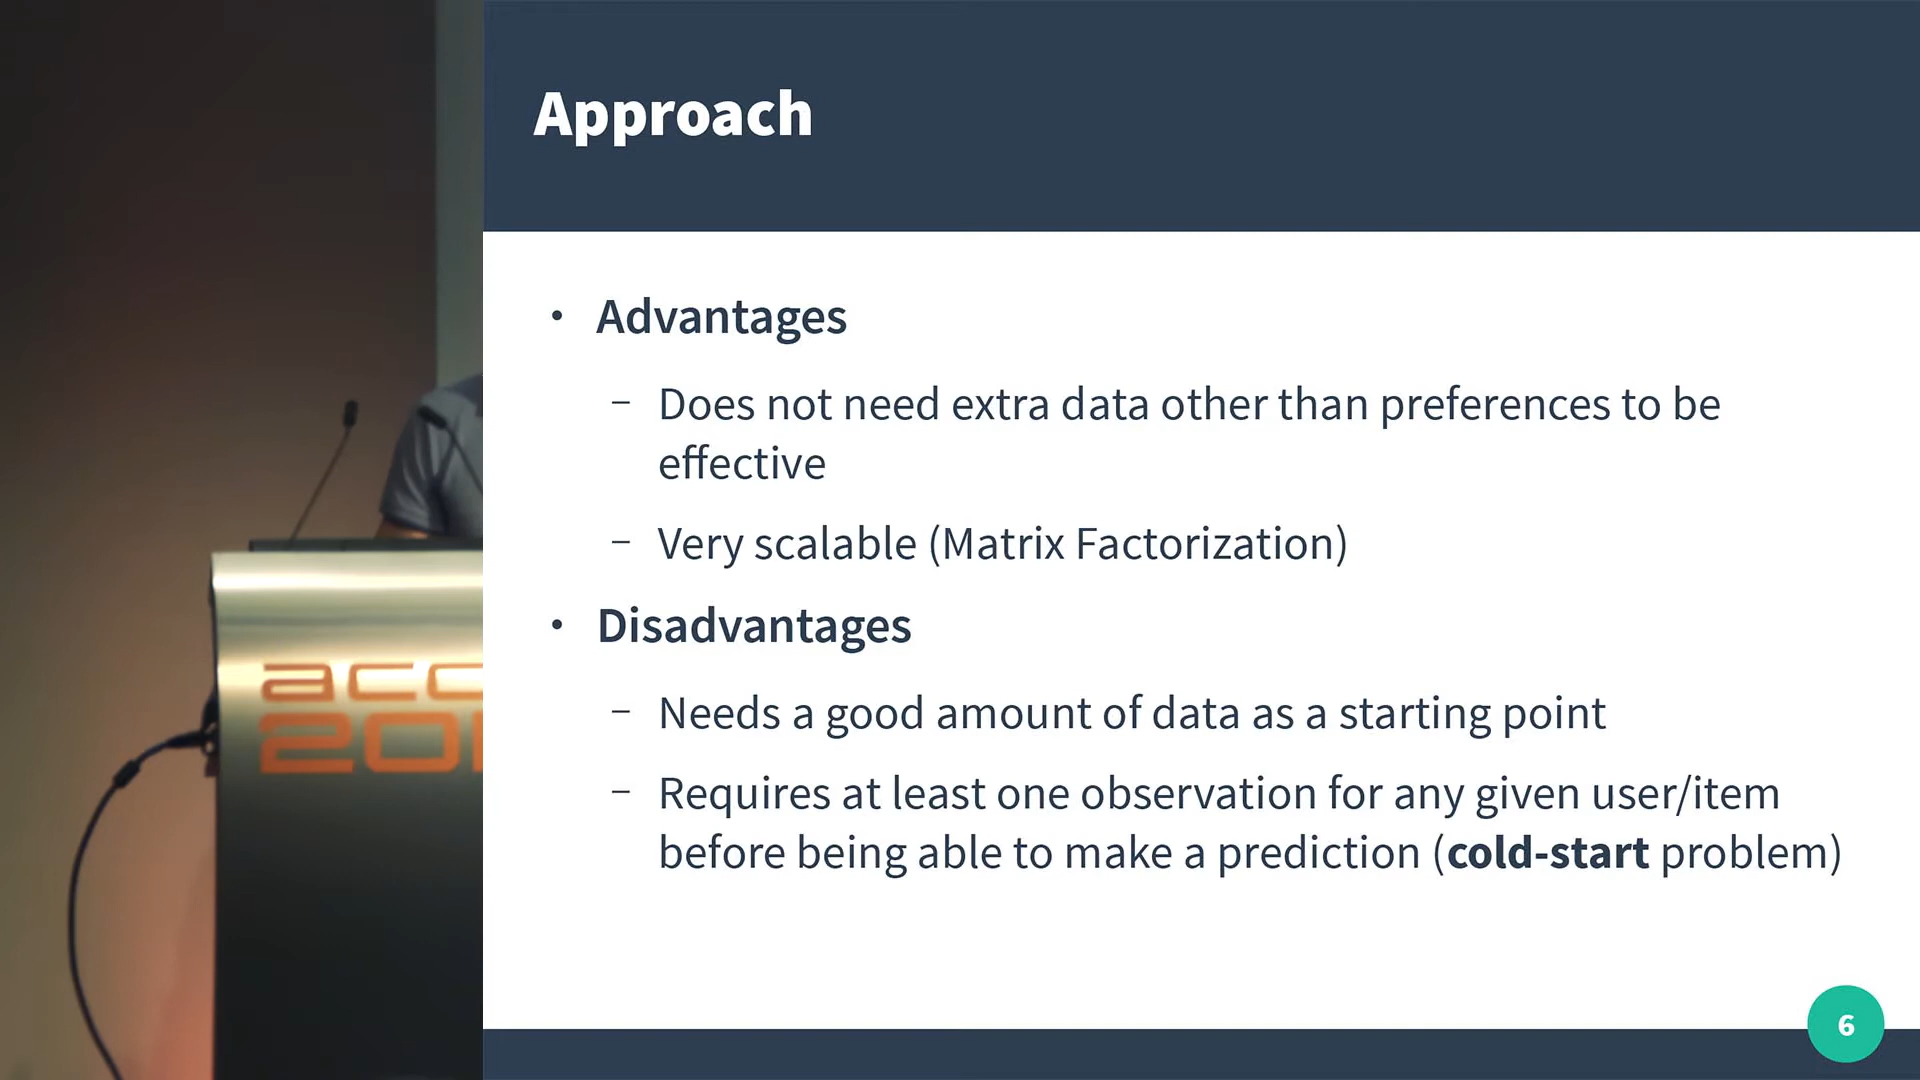 Approach
• Advantages
– Does not need extra data other than preferences to be
effective
– Very scalable (Matrix Factorization)
• Disadvantages
– Needs a good amount of data as a starting point
– Requires at least one observation for any given user/item
before being able to make a prediction (cold-start problem)
6
acc
201